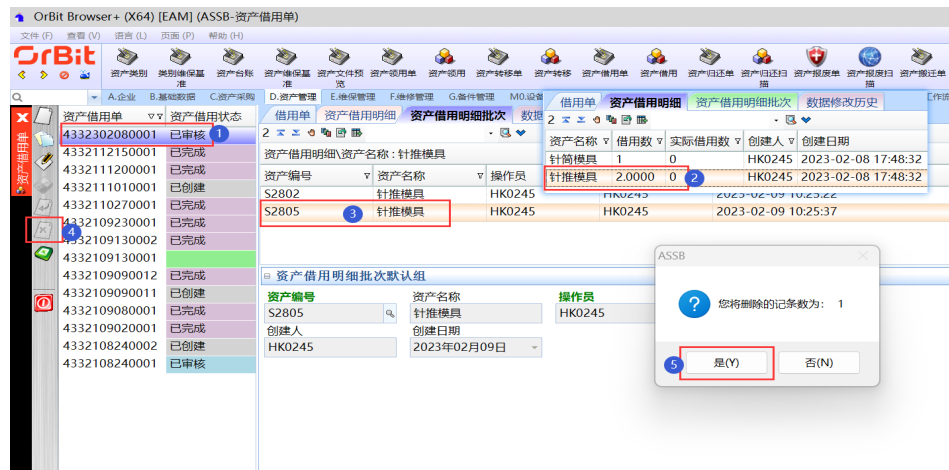 OrBit Browser+ (X64) [EAM] (ASSB-资产借用单)
文件 (F) 查看 (V) 语言 (L) 页面 (P) 帮助 (H)
OrBit
资产类别 类别维保基准 资产台账 资产维保基准 资产文件预览 资产领用单 资产领用 资产转移单 资产转移 资产借用单 资产借用 资产归还单 资产归还扫描 资产报废单 资产报废扫描 资产搬迁单
A.企业 B.基础数据 C.资产采购 D.资产管理 E.维保管理 F.维修管理 G.备件管理 M0.设备 工作流
资产借用单
资产借用单 资产借用状态
4332302080001 已审核 1
4332112150001 已完成
4332111200001 已完成
4332111010001 已创建
4332110270001 已完成
4332109230001 已完成
4
4332109130002 已完成
4332109130001
4332109090012 已完成
4332109090011 已创建
4332109080001 已完成
4332109020001 已完成
4332108240002 已创建
4332108240001 已审核
借用单 资产借用明细 资产借用明细批次 数据
2
资产借用明细\资产名称 : 针推模具
资产编号 资产名称 操作员
S2802 针推模具 HK0245 HK0245 2023-02-09 10:25:22
S2805 3 针推模具 HK0245 HK0245 2023-02-09 10:25:37
借用单 资产借用明细 资产借用明细批次 数据修改历史
2
资产名称 借用数 实际借用数 创建人 创建日期
针筒模具 1 0 HK0245 2023-02-08 17:48:32
针推模具 2.0000 0 2 HK0245 2023-02-08 17:48:32
资产借用明细批次默认组
资产编号 资产名称 操作员
S2805 针推模具 HK0245
创建人 创建日期
HK0245 2023年02月09日
ASSB
您将删除的记条数为： 1
5 是(Y) 否(N)